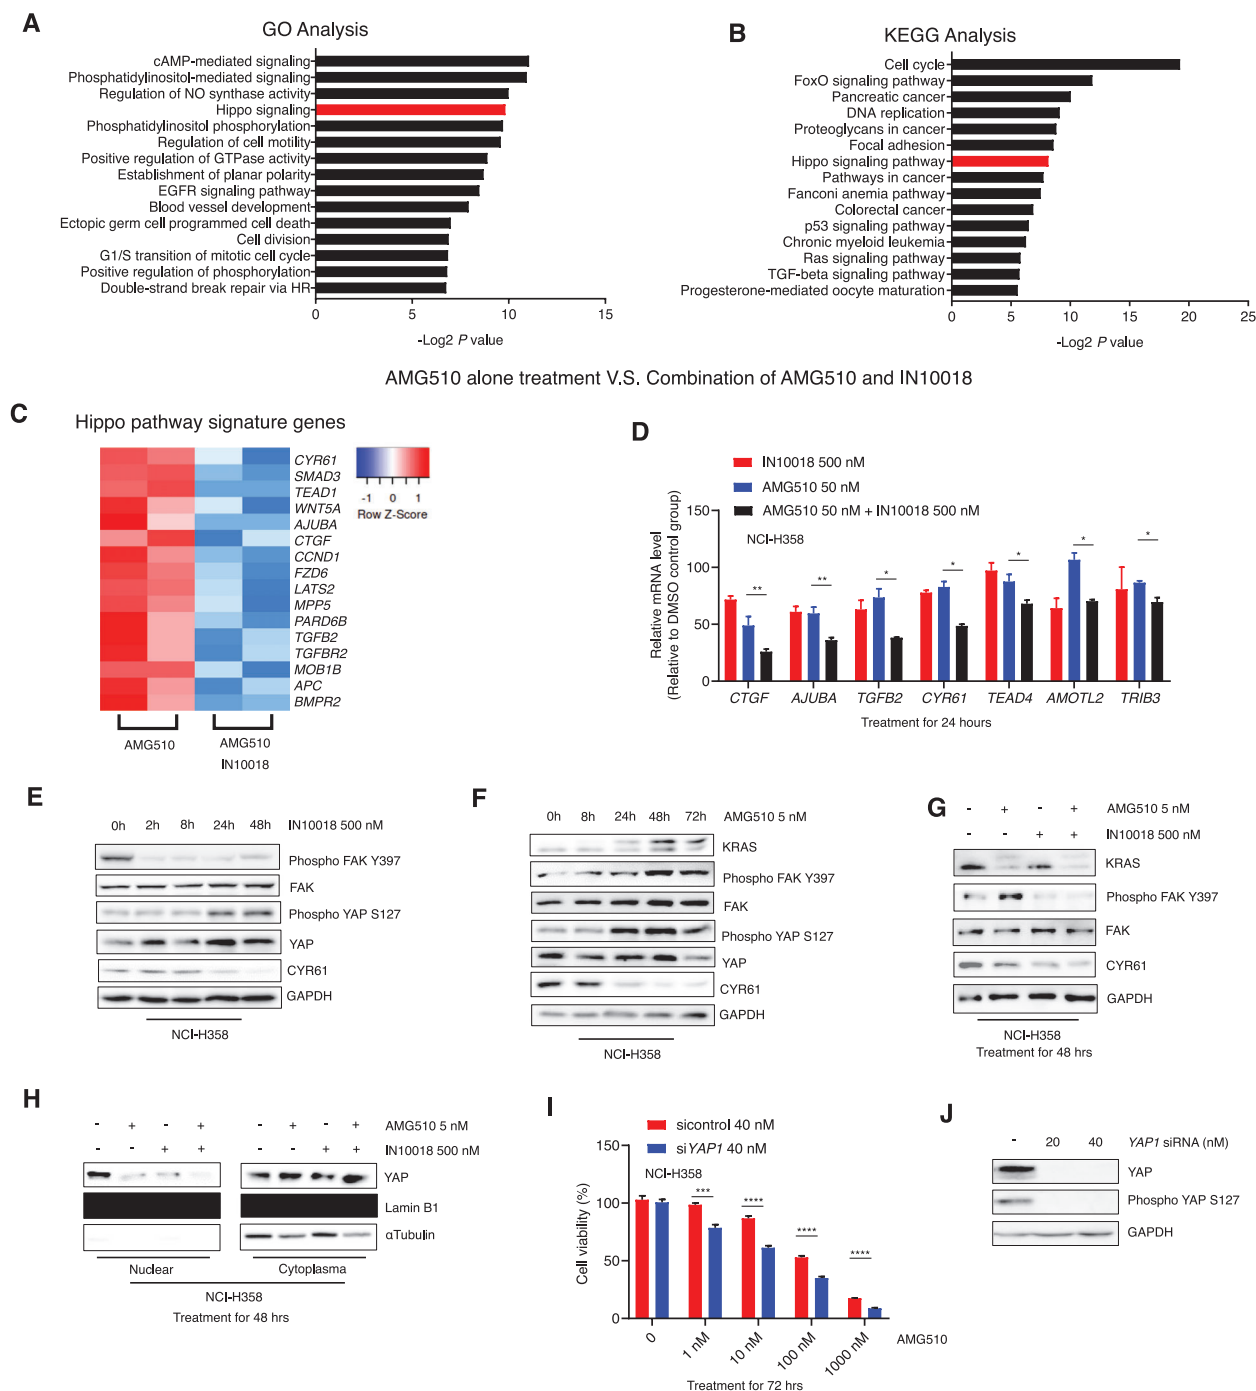 A
GO Analysis
cAMP-mediated signaling
Phosphatidylinositol-mediated signaling
Regulation of NO synthase activity
Hippo signaling
Phosphatidylinositol phosphorylation
Regulation of cell motility
Positive regulation of GTPase activity
Establishment of planar polarity
EGFR signaling pathway
Blood vessel development
Ectopic germ cell programmed cell death
Cell division
G1/S transition of mitotic cell cycle
Positive regulation of phosphorylation
Double-strand break repair via HR
0 5 10 15
-Log2 P value
B
KEGG Analysis
Cell cycle
FoxO signaling pathway
Pancreatic cancer
DNA replication
Proteoglycans in cancer
Focal adhesion
Hippo signaling pathway
Pathways in cancer
Fanconi anemia pathway
Colorectal cancer
p53 signaling pathway
Chronic myeloid leukemia
Ras signaling pathway
TGF-beta signaling pathway
Progesterone-mediated oocyte maturation
0 5 10 15 20 25
-Log2 P value
AMG510 alone treatment V.S. Combination of AMG510 and IN10018
C
Hippo pathway signature genes
CYR61
SMAD3
TEAD1
WNT5A
AJUBA
CTGF
CCND1
FZD6
LATS2
MPP5
PARD6B
TGFB2
TGFBR2
MOB1B
APC
BMPR2
-1 0 1
Row Z-Score
AMG510
AMG510
IN10018
D
IN10018 500 nM
AMG510 50 nM
AMG510 50 nM + IN10018 500 nM
NCI-H358
Relative mRNA level
(Relative to DMSO control group)
150
100
50
0
** ** * * * * *
CTGF AJUBA TGFB2 CYR61 TEAD4 AMOTL2 TRIB3
Treatment for 24 hours
E
0h 2h 8h 24h 48h IN10018 500 nM
Phospho FAK Y397
FAK
Phospho YAP S127
YAP
CYR61
GAPDH
NCI-H358
F
0h 8h 24h 48h 72h AMG510 5 nM
KRAS
Phospho FAK Y397
FAK
Phospho YAP S127
YAP
CYR61
GAPDH
NCI-H358
G
- + - + AMG510 5 nM
- - + + IN10018 500 nM
KRAS
Phospho FAK Y397
FAK
CYR61
GAPDH
NCI-H358
Treatment for 48 hrs
H
- + - + - + - + AMG510 5 nM
- - + + - - + + IN10018 500 nM
YAP
Lamin B1
αTubulin
Nuclear Cytoplasma
NCI-H358
Treatment for 48 hrs
I
sicontrol 40 nM
siYAP1 40 nM
NCI-H358
Cell viability (%)
150
100
50
0
*** **** **** ****
0 1 nM 10 nM 100 nM 1000 nM AMG510
Treatment for 72 hrs
J
- 20 40 YAP1 siRNA (nM)
YAP
Phospho YAP S127
GAPDH